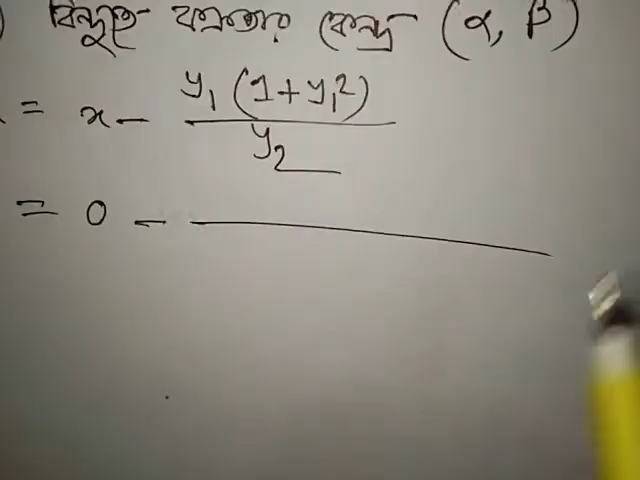 ) বিন্দুতে বক্রতার কেন্দ্র (α, β)
= x - y₁ (1 + y₁²) / y₂
= 0 -